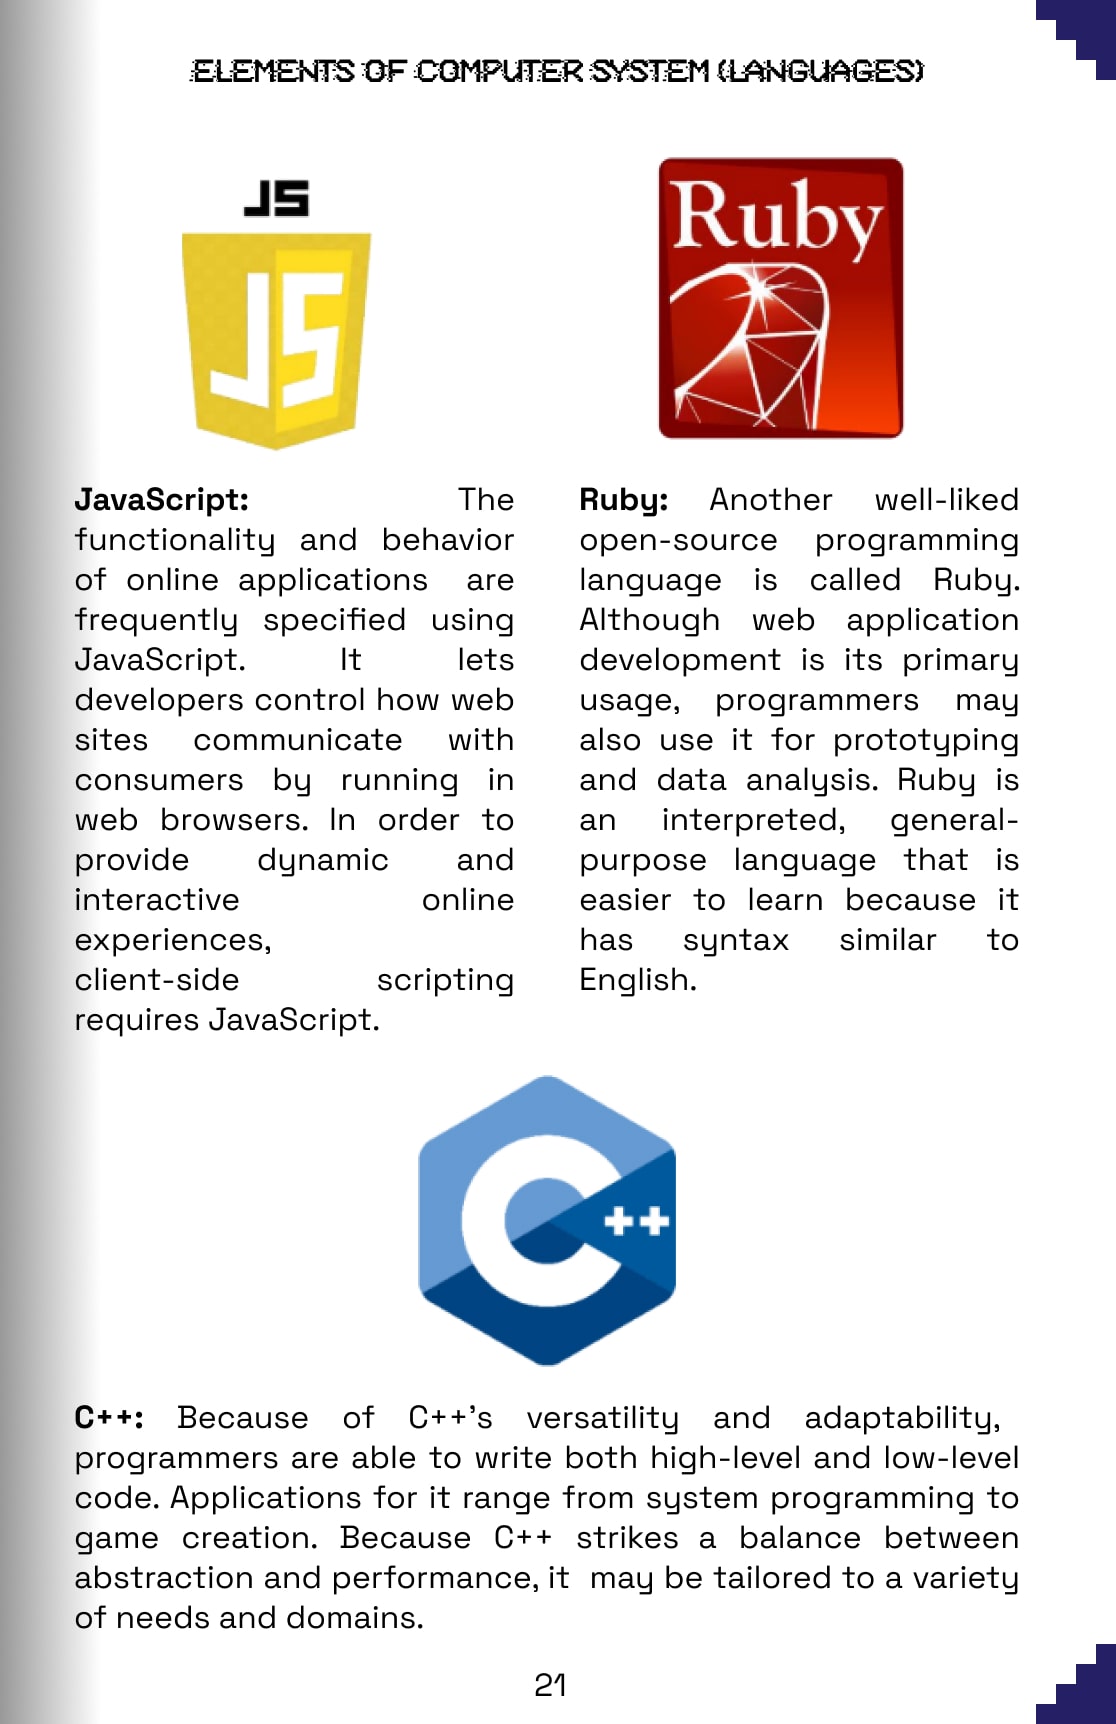 ELEMENTS OF COMPUTER SYSTEM (LANGUAGES)
JS
JS
Ruby
JavaScript: The
functionality and behavior
of online applications are
frequently specified using
JavaScript. It lets
developers control how web
sites communicate with
consumers by running in
web browsers. In order to
provide dynamic and
interactive online
experiences,
client-side scripting
requires JavaScript.
Ruby: Another well-liked
open-source programming
language is called Ruby.
Although web application
development is its primary
usage, programmers may
also use it for prototyping
and data analysis. Ruby is
an interpreted, general-
purpose language that is
easier to learn because it
has syntax similar to
English.
C++
C++: Because of C++’s versatility and adaptability,
programmers are able to write both high-level and low-level
code. Applications for it range from system programming to
game creation. Because C++ strikes a balance between
abstraction and performance, it may be tailored to a variety
of needs and domains.
21